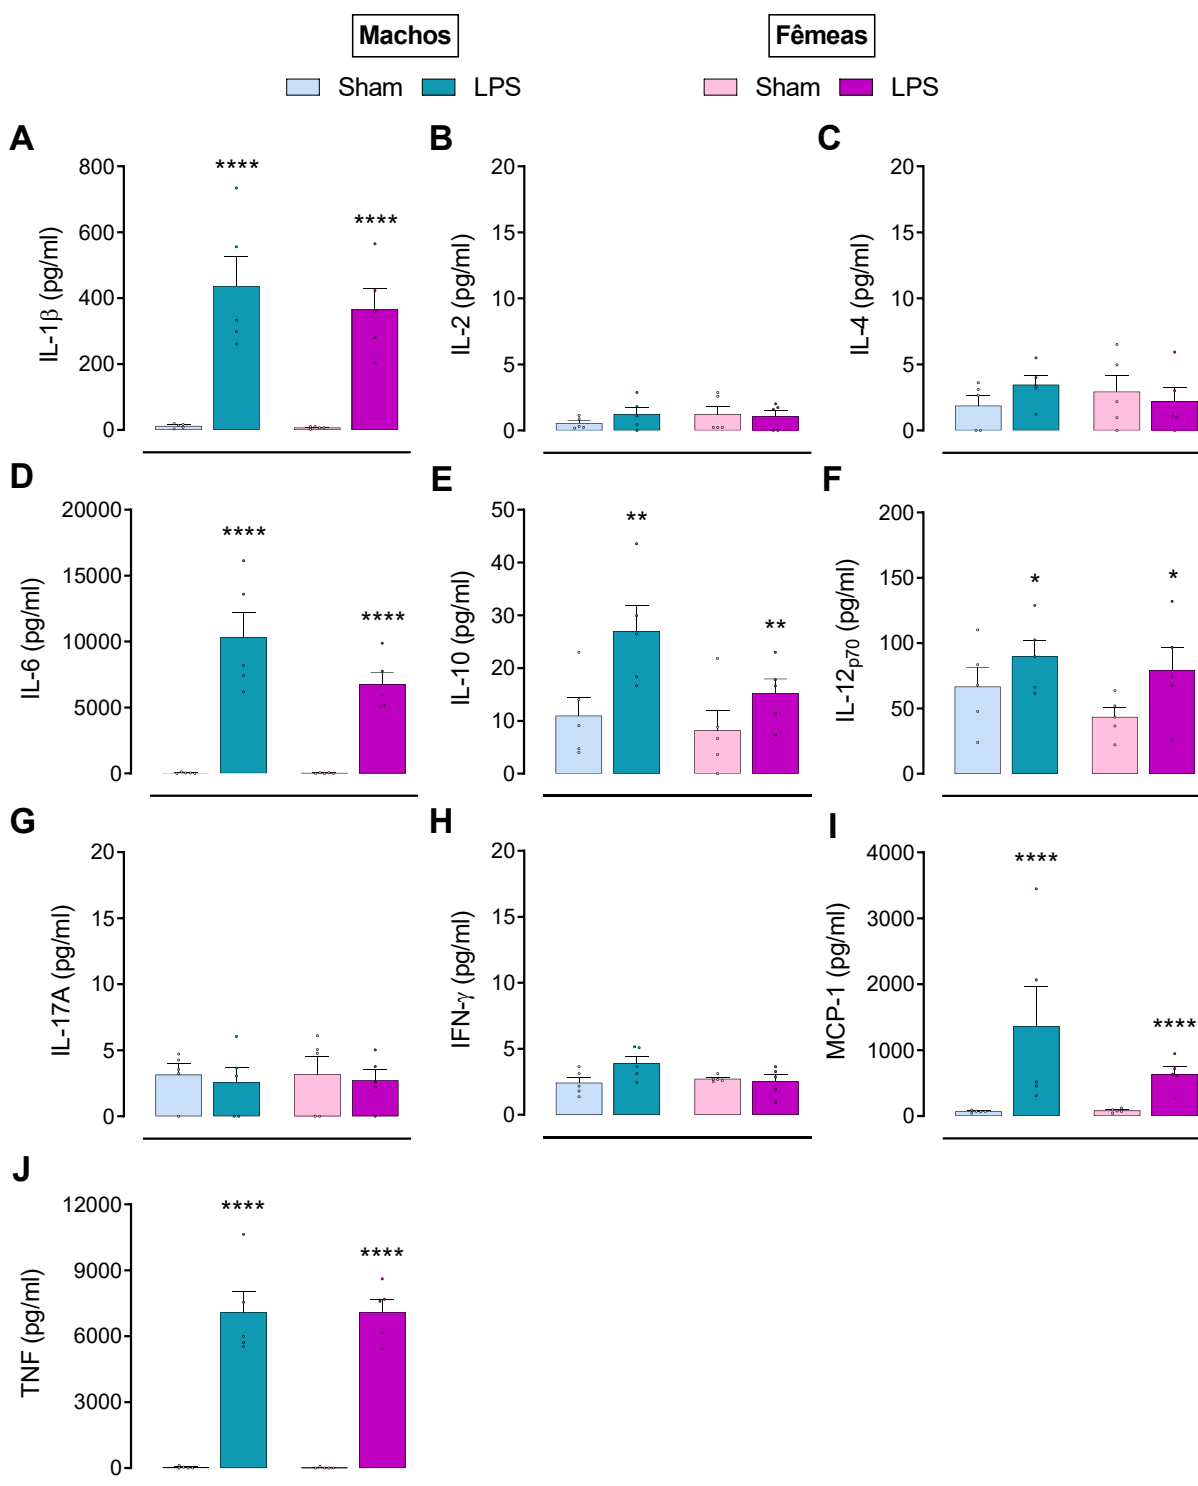 Machos
Fêmeas
Sham LPS
Sham LPS
A
IL-1β (pg/ml)
800
600
400
200
0
****
****
B
IL-2 (pg/ml)
20
15
10
5
0
C
IL-4 (pg/ml)
20
15
10
5
0
D
IL-6 (pg/ml)
20000
15000
10000
5000
0
****
****
E
IL-10 (pg/ml)
50
40
30
20
10
0
**
**
F
IL-12p70 (pg/ml)
200
150
100
50
0
*
*
G
IL-17A (pg/ml)
20
15
10
5
0
H
IFN-γ (pg/ml)
20
15
10
5
0
I
MCP-1 (pg/ml)
4000
3000
2000
1000
0
****
****
J
TNF (pg/ml)
12000
9000
6000
3000
0
****
****